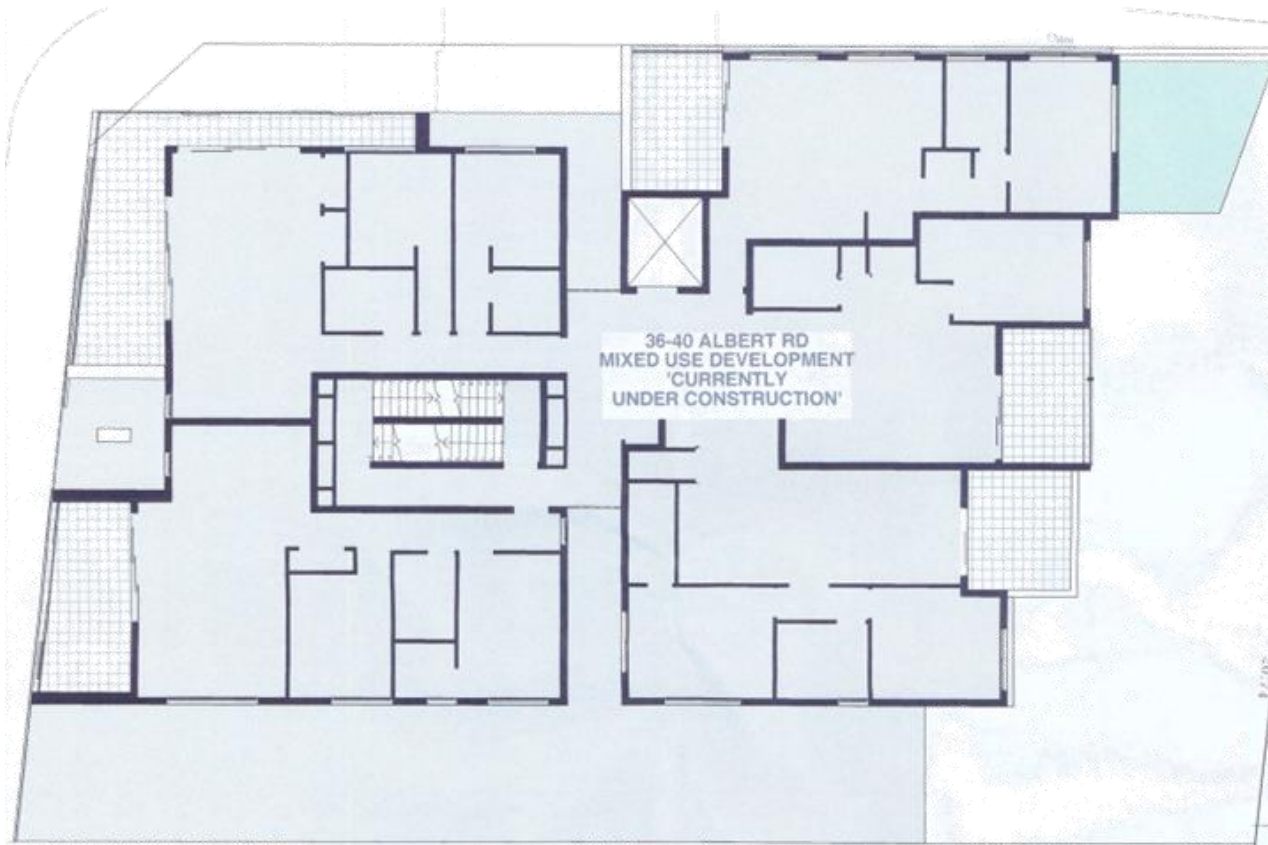 36-40 ALBERT RD
MIXED USE DEVELOPMENT
'CURRENTLY
UNDER CONSTRUCTION'